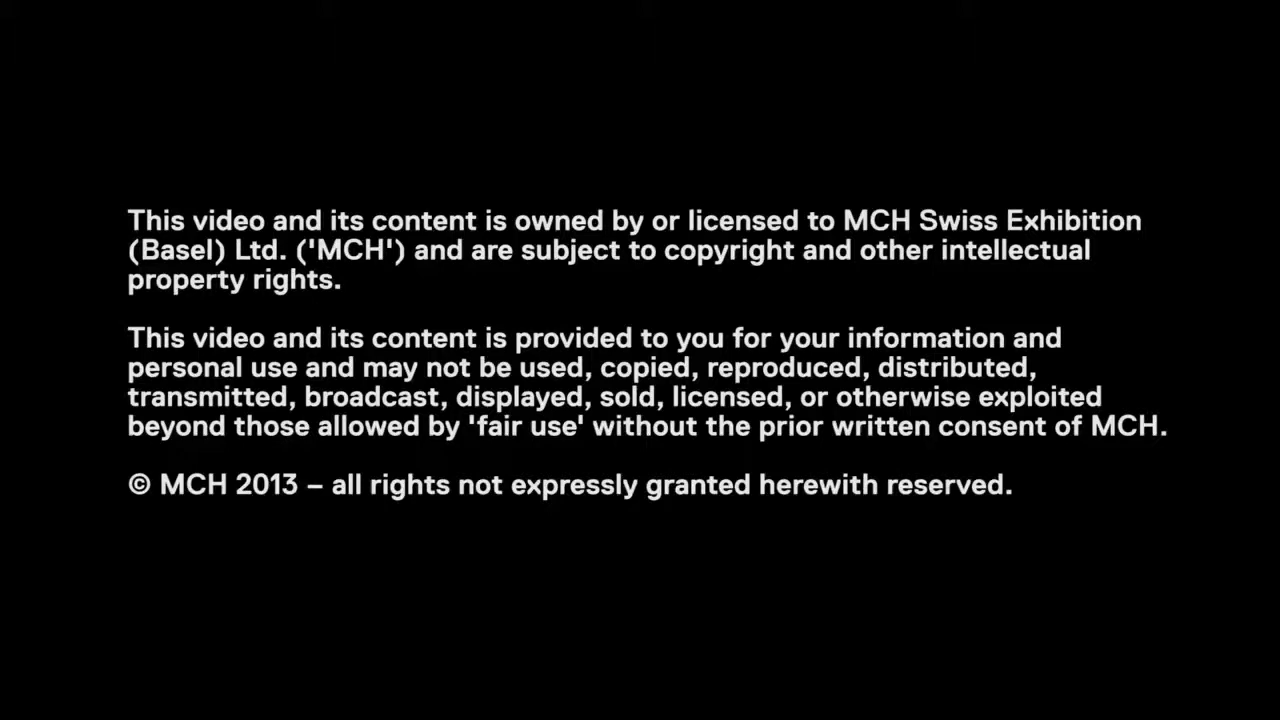 This video and its content is owned by or licensed to MCH Swiss Exhibition
(Basel) Ltd. ('MCH') and are subject to copyright and other intellectual
property rights.
This video and its content is provided to you for your information and
personal use and may not be used, copied, reproduced, distributed,
transmitted, broadcast, displayed, sold, licensed, or otherwise exploited
beyond those allowed by 'fair use' without the prior written consent of MCH.
© MCH 2013 – all rights not expressly granted herewith reserved.